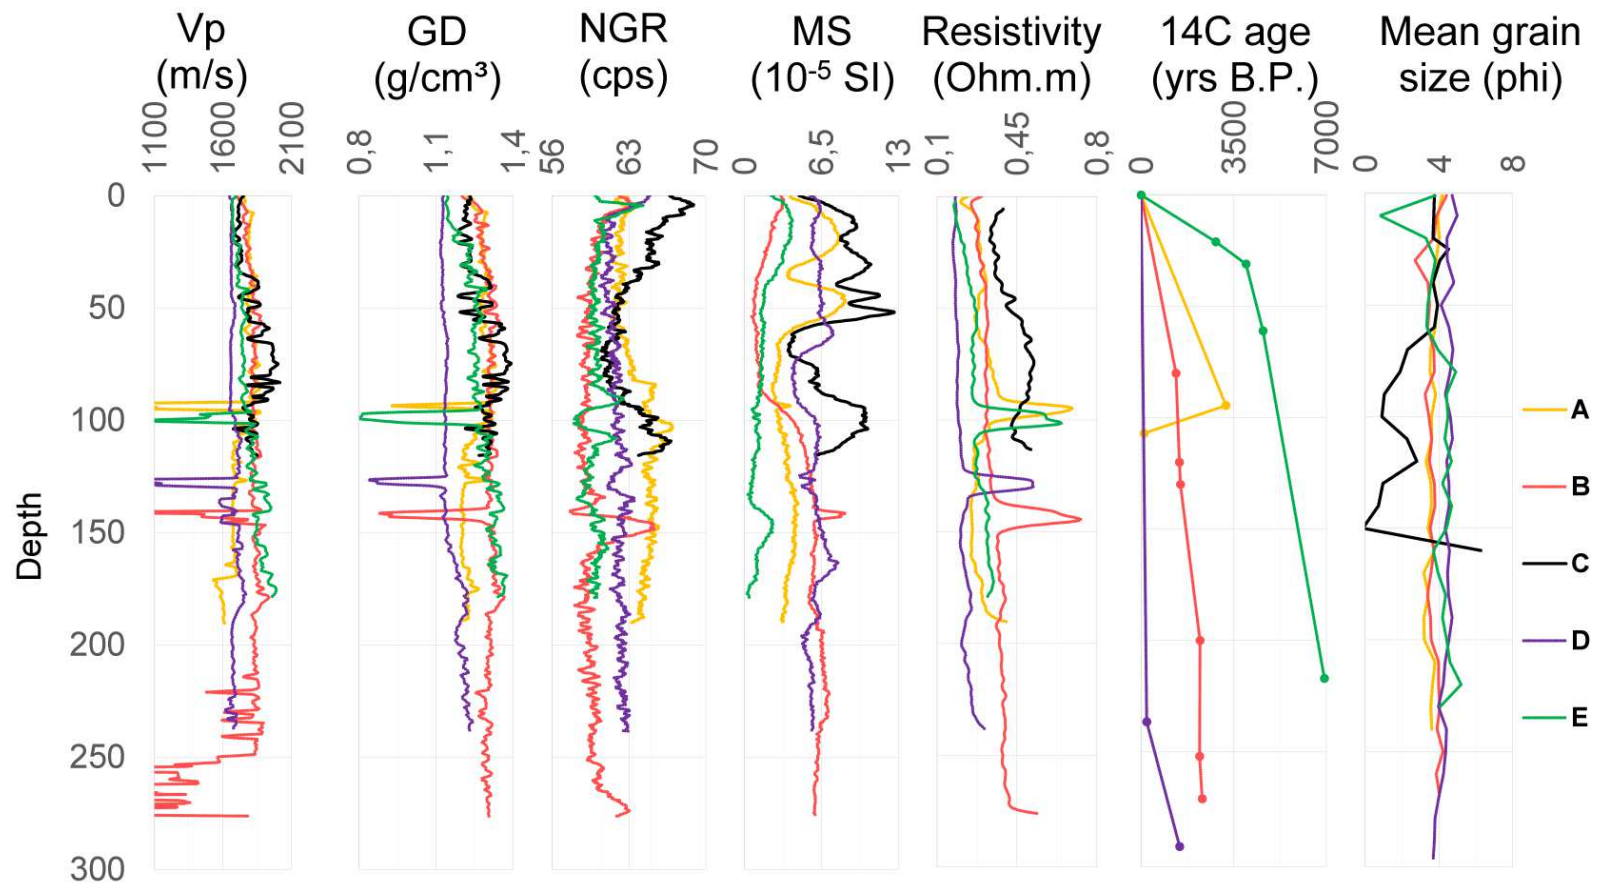 Vp
(m/s)
GD
(g/cm³)
NGR
(cps)
MS
(10⁻⁵ SI)
Resistivity
(Ohm.m)
14C age
(yrs B.P.)
Mean grain
size (phi)
1100 1600 2100
0,8 1,1 1,4
56 63 70
0 6,5 13
0,1 0,45 0,8
0 3500 7000
0 4 8
0
50
100
150
200
250
300
Depth
A
B
C
D
E